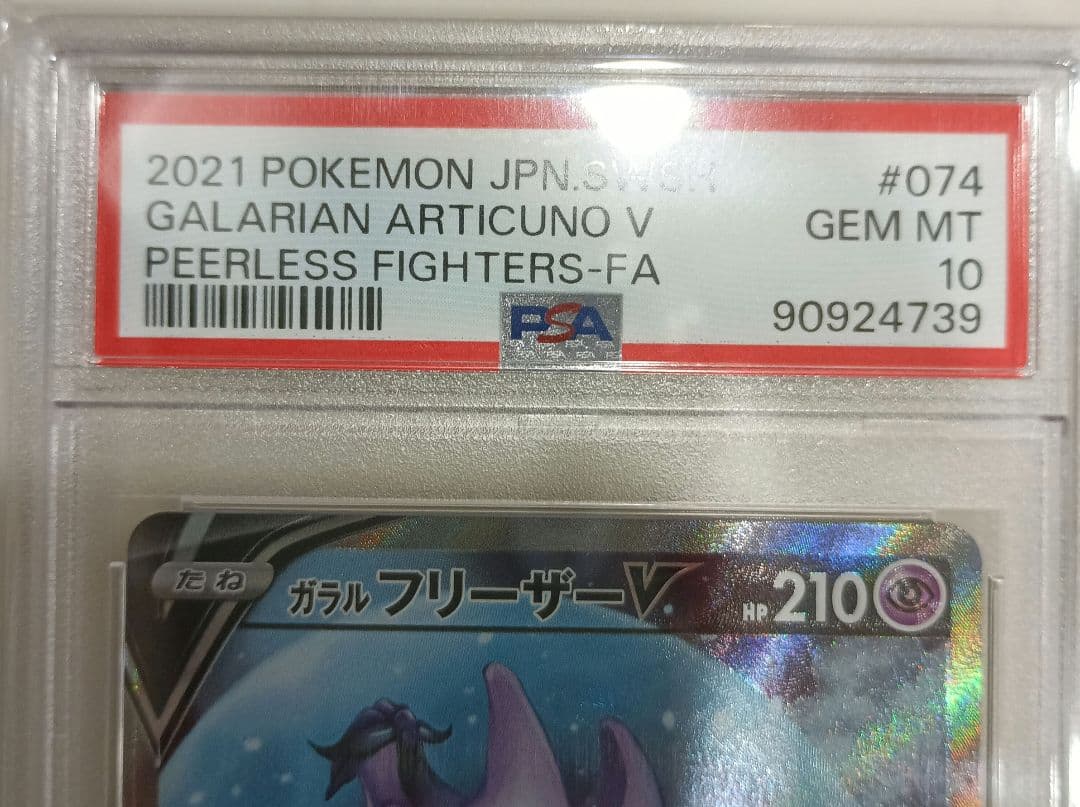 2021 POKEMON JPN.SWSH #074
GALARIAN ARTICUNO V GEM MT
PEERLESS FIGHTERS-FA 10
PSA 90924739
たね ガラル フリーザーV HP 210